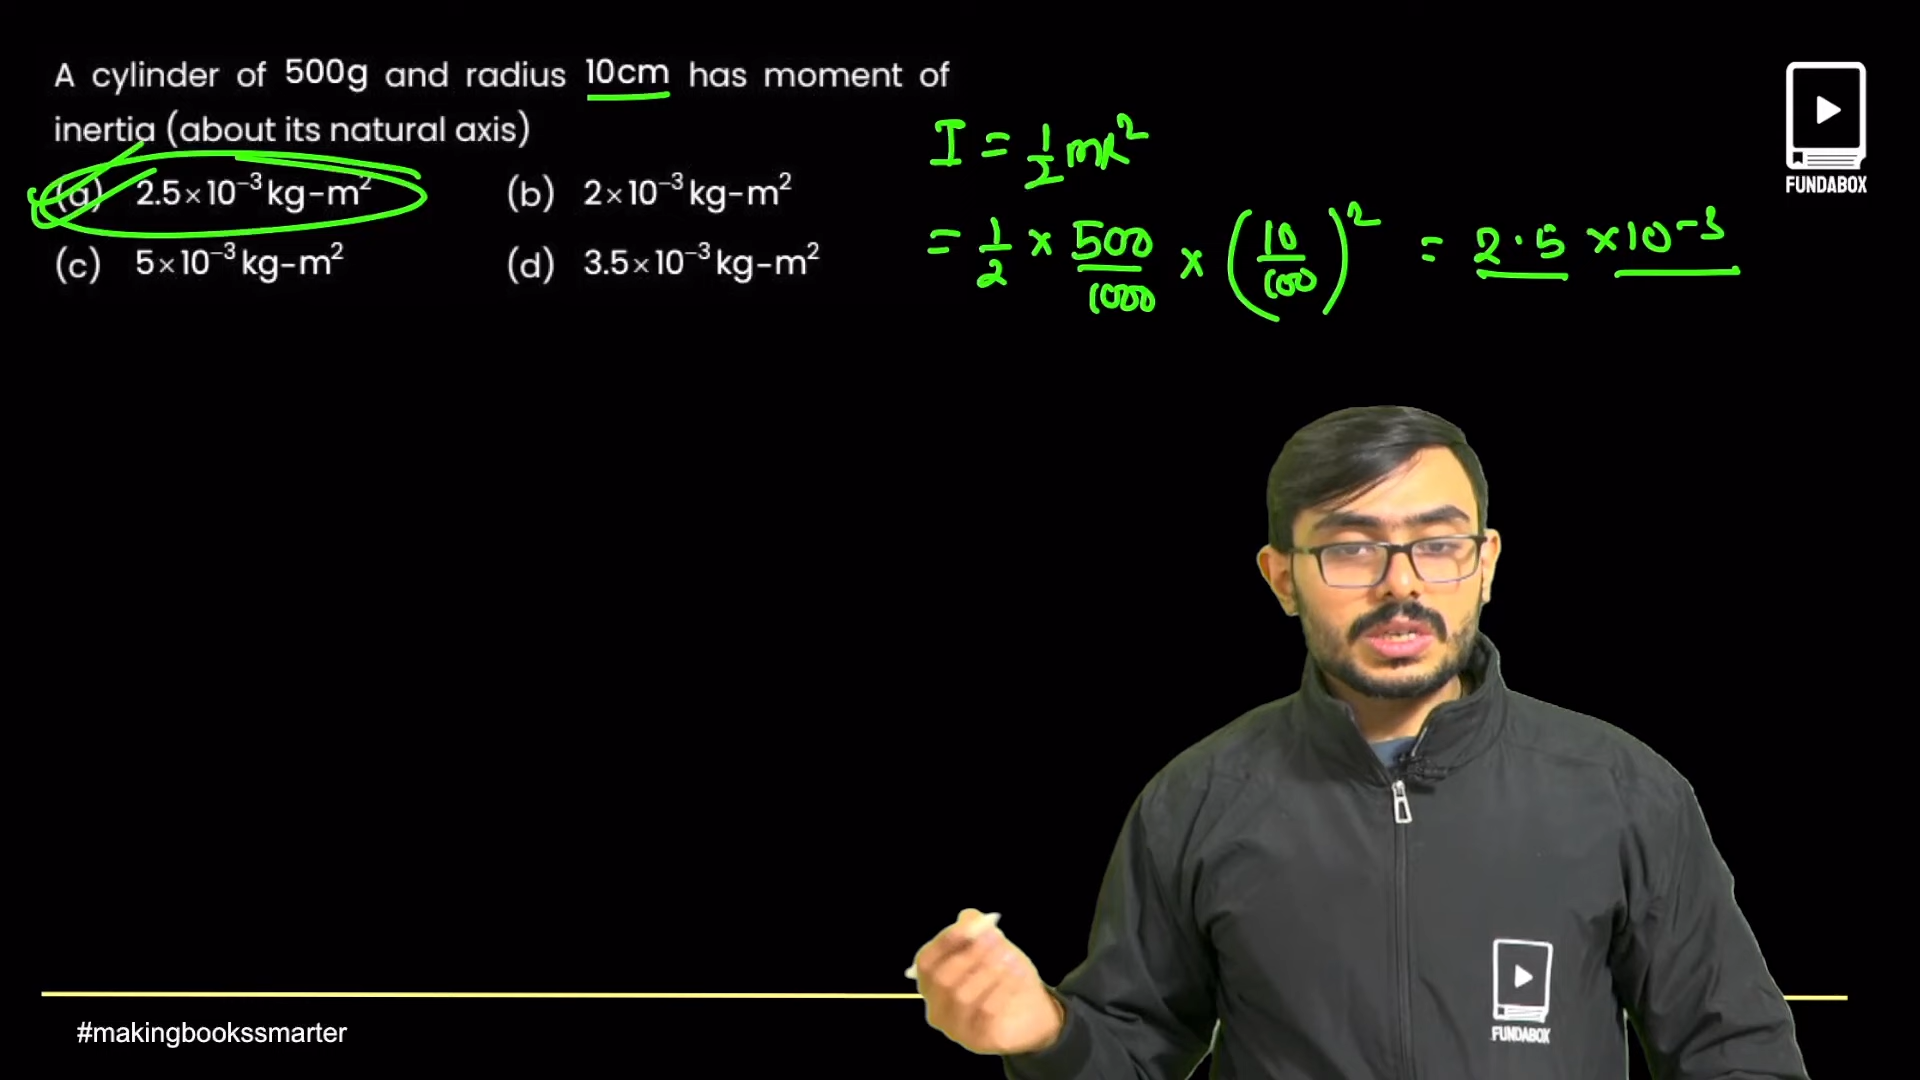 A cylinder of 500g and radius 10cm has moment of
inertia (about its natural axis)
(a) 2.5×10⁻³ kg-m² (b) 2×10⁻³ kg-m²
(c) 5×10⁻³ kg-m² (d) 3.5×10⁻³ kg-m²
I = 1/2 mR²
= 1/2 × 500/1000 × (10/100)² = 2.5 × 10⁻³
FUNDABOX
FUNDABOX
#makingbookssmarter